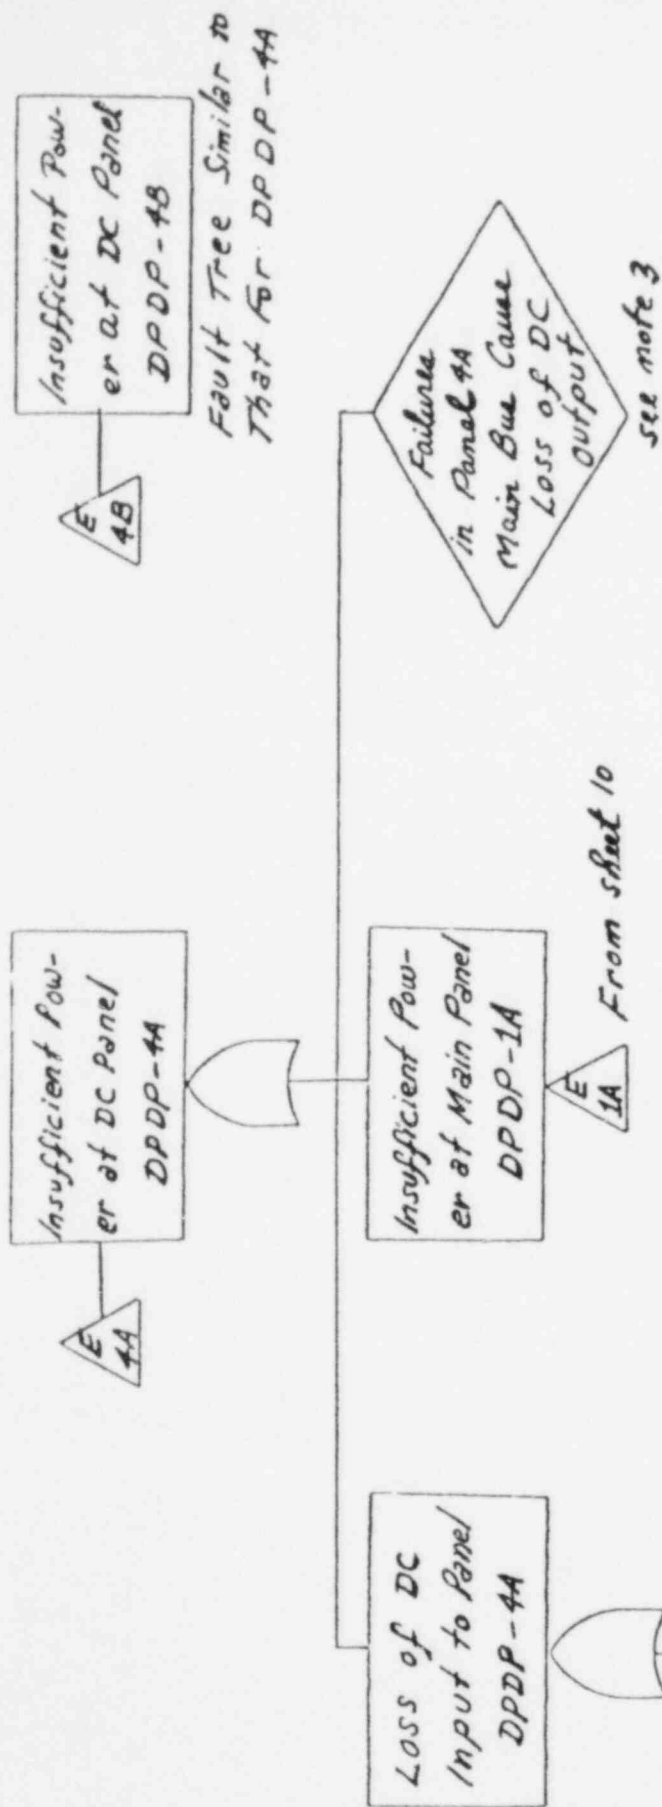 E
4A
Insufficient Pow-
er at DC Panel
DPDP-4A
E
4B
Insufficient Pow-
er at DC Panel
DPDP-4B
Fault Tree Similar to
That For DPDP-4A
Loss of DC
Input to Panel
DPDP-4A
Insufficient Pow-
er at Main Panel
DPDP-1A
E
1A
From sheet 10
Failures
in Panel 4A
Main Bus Cause
Loss of DC
output
see note 3